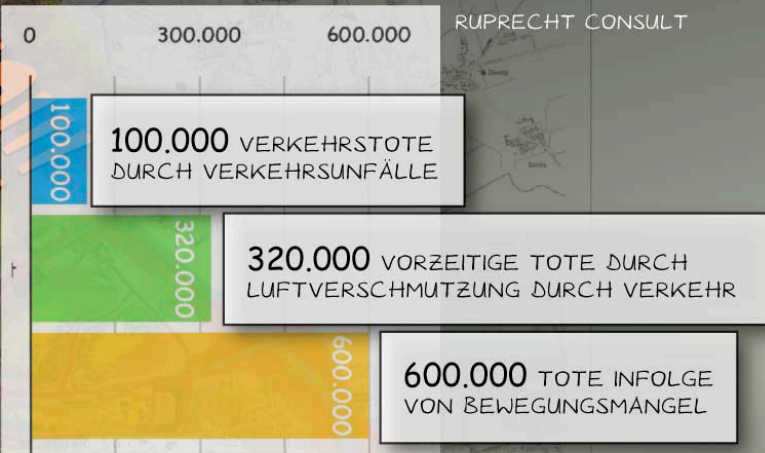 RUPRECHT CONSULT
0 300.000 600.000
100.000
100.000 VERKEHRSTOTE
DURCH VERKEHRSUNFÄLLE
320.000
320.000 VORZEITIGE TOTE DURCH
LUFTVERSCHMUTZUNG DURCH VERKEHR
600.000
600.000 TOTE INFOLGE
VON BEWEGUNGSMANGEL